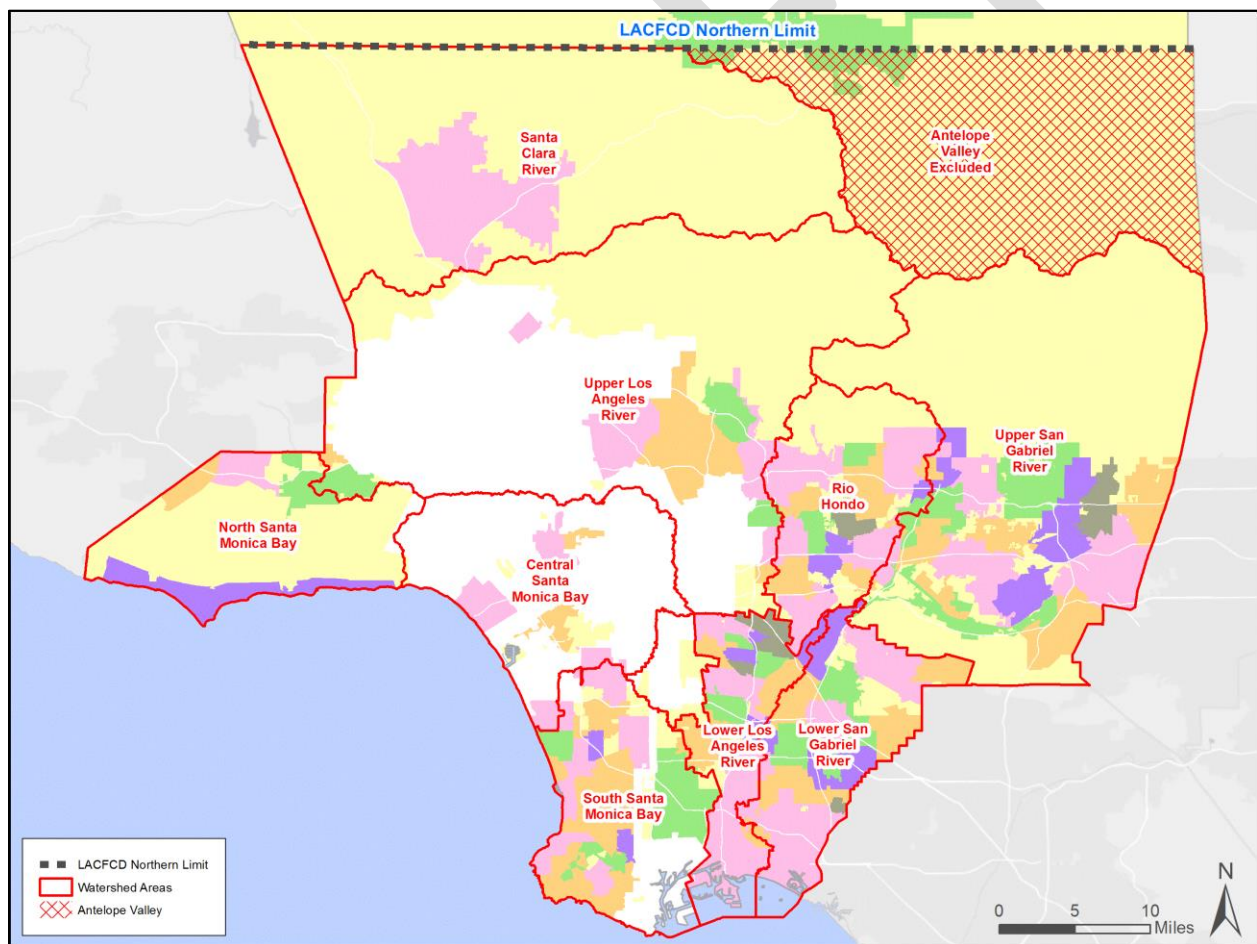 LACFCD Northern Limit
Santa
Clara
River
Antelope
Valley
Excluded
Upper Los
Angeles
River
Upper San
Gabriel
River
Rio
Hondo
North Santa
Monica Bay
Central
Santa
Monica Bay
Lower Los
Angeles
River
Lower San
Gabriel
River
South Santa
Monica Bay
LACFCD Northern Limit
Watershed Areas
Antelope Valley
N
0 5 10
Miles